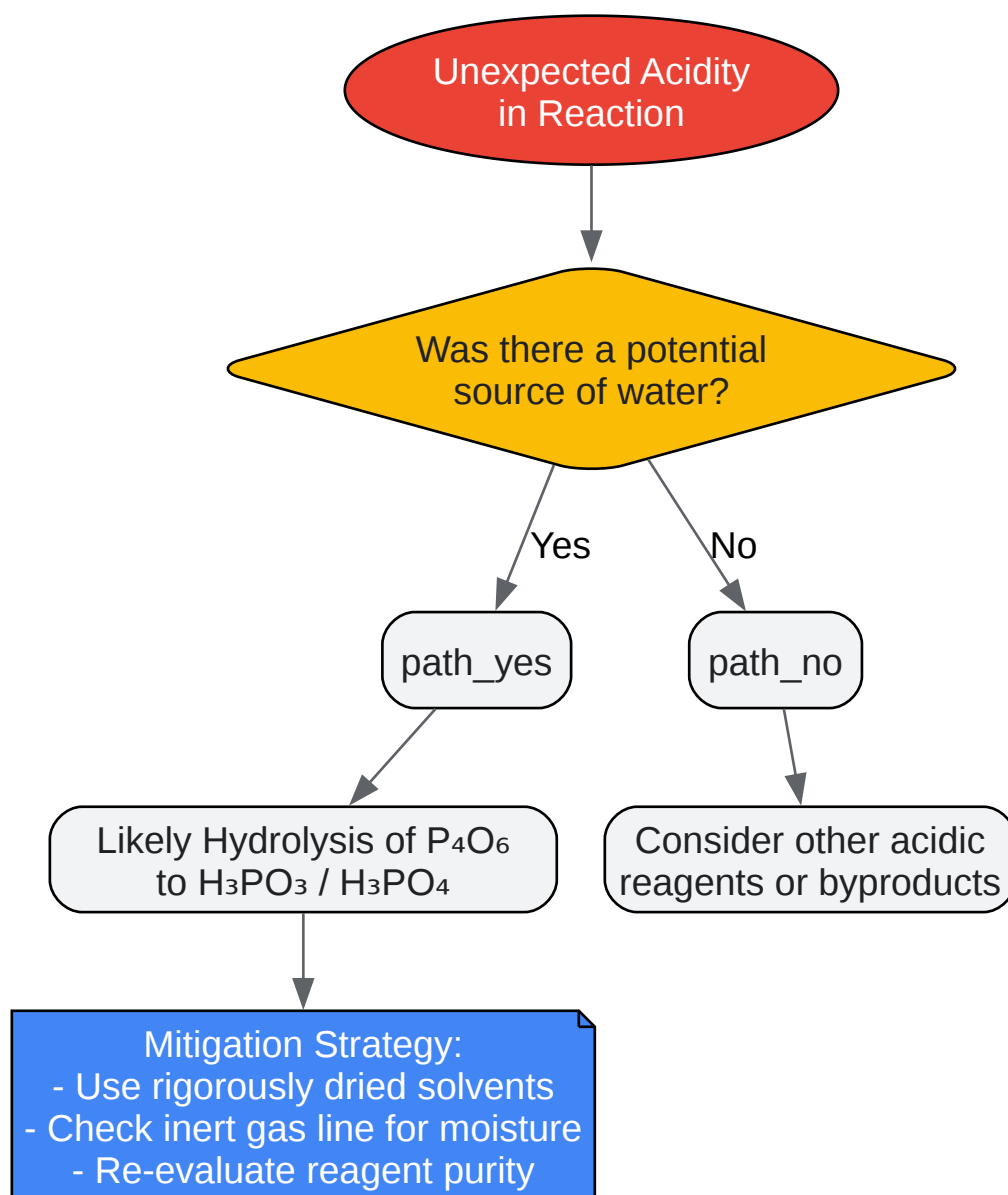 Unexpected Acidity
in Reaction
Was there a potential
source of water?
Yes
No
path_yes
path_no
Likely Hydrolysis of P₄O₆
to H₃PO₃ / H₃PO₄
Consider other acidic
reagents or byproducts
Mitigation Strategy:
- Use rigorously dried solvents
- Check inert gas line for moisture
- Re-evaluate reagent purity